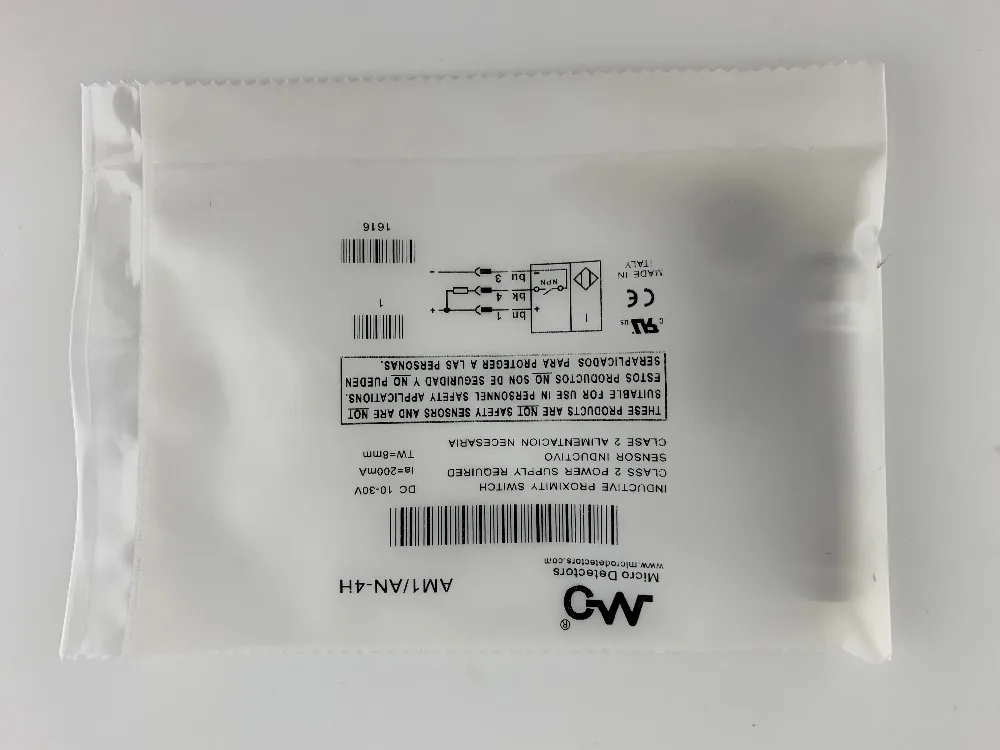 MD®
Micro Detectors
www.microdetectors.com
AM1/AN-4H
INDUCTIVE PROXIMITY SWITCH DC 10-30V
CLASS 2 POWER SUPPLY REQUIRED Ia=200mA
SENSOR INDUCTIVO TW=8mm
CLASE 2 ALIMENTACION NECESARIA
THESE PRODUCTS ARE NOT SAFETY SENSORS AND ARE NOT
SUITABLE FOR USE IN PERSONNEL SAFETY APPLICATIONS.
ESTOS PRODUCTOS NO SON DE SEGURIDAD Y NO PUEDEN
SERAPLICADOS PARA PROTEGER A LAS PERSONAS.
C UL US
CE
MADE IN
ITALY
I + bn 1 +
NPN bk 4
- bu 3 -
1
1616